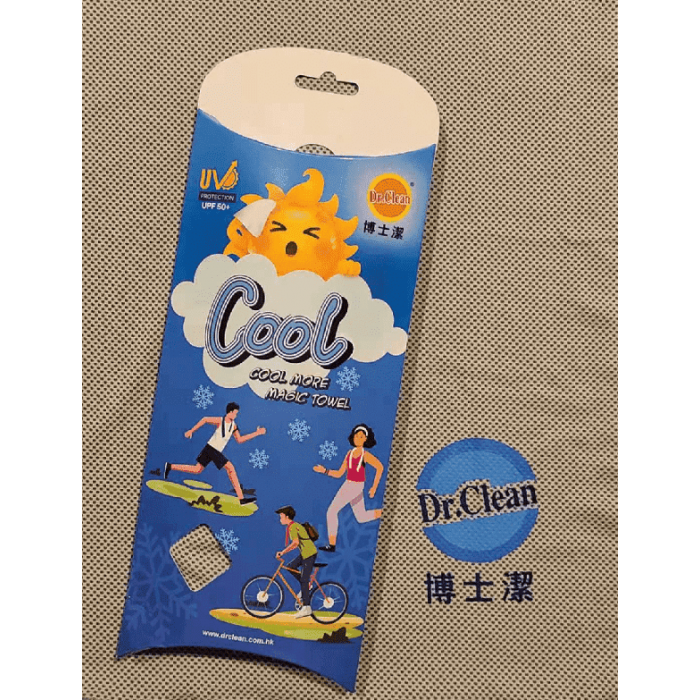 UV
PROTECTION
UPF 50+
Dr.Clean
博士潔
Cool
COOL MORE
MAGIC TOWEL
www.drclean.com.hk
Dr.Clean
博士潔